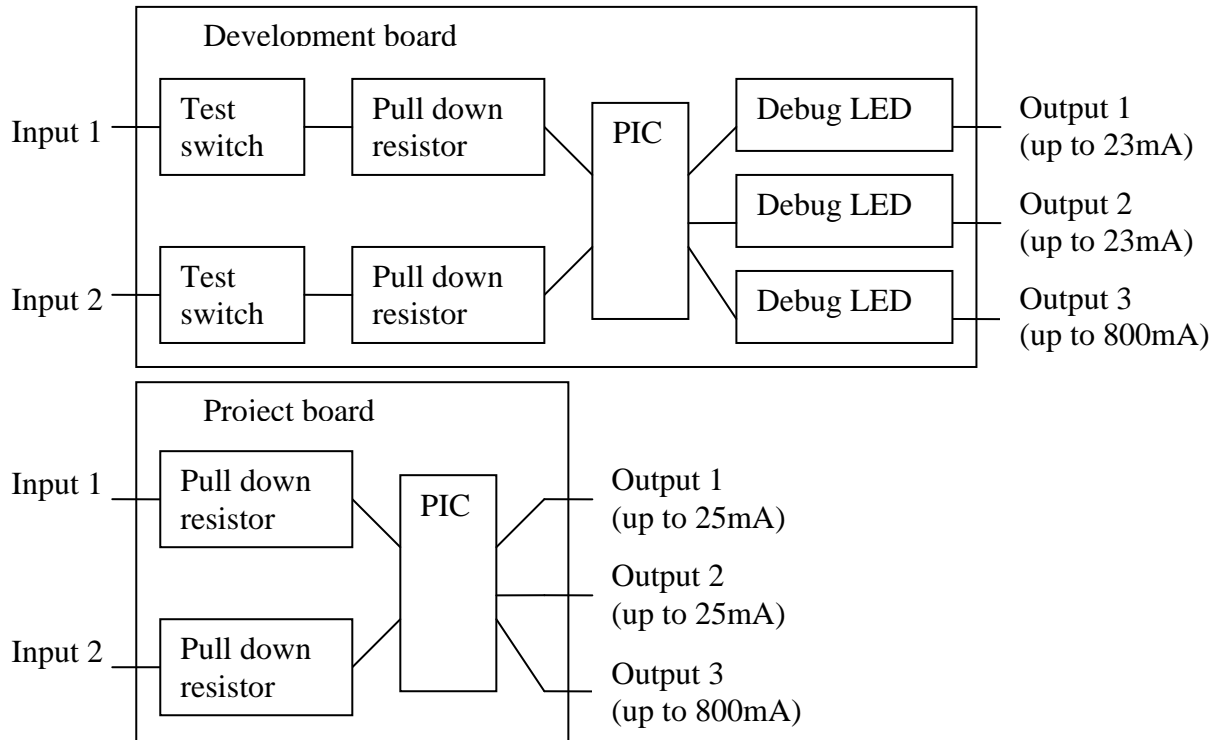 Development board
Input 1
Test
switch
Pull down
resistor
PIC
Debug LED
Output 1
(up to 23mA)
Debug LED
Output 2
(up to 23mA)
Input 2
Test
switch
Pull down
resistor
Debug LED
Output 3
(up to 800mA)
Project board
Input 1
Pull down
resistor
PIC
Output 1
(up to 25mA)
Output 2
(up to 25mA)
Input 2
Pull down
resistor
Output 3
(up to 800mA)